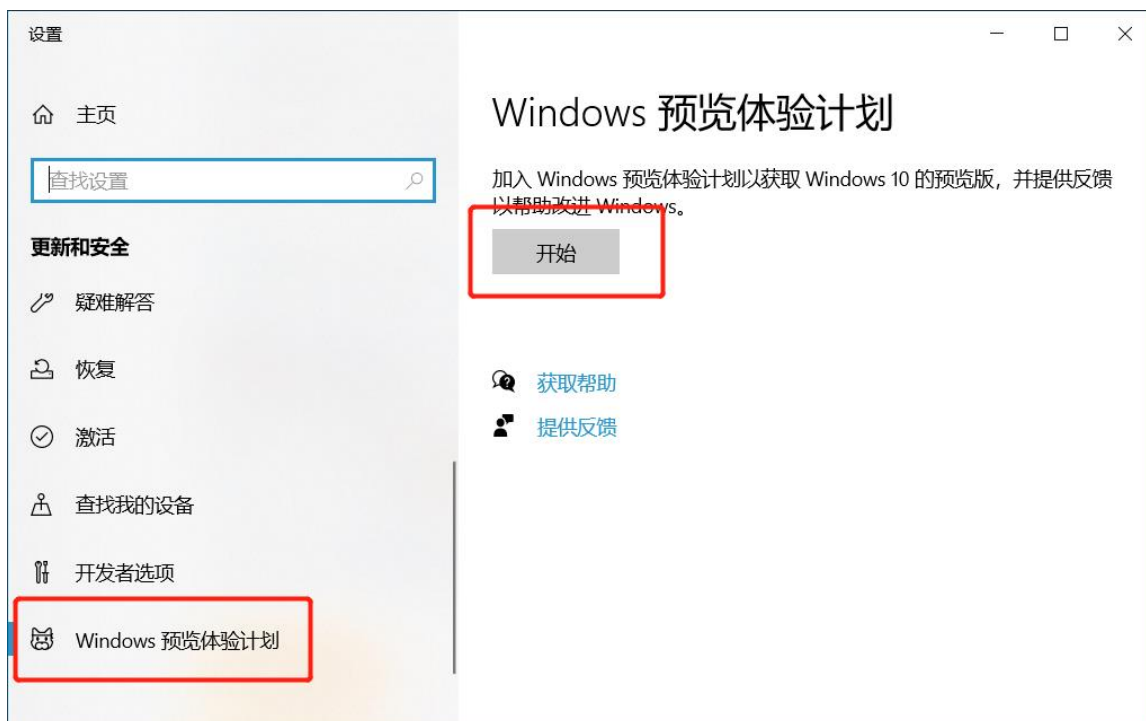 设置
主页
查找设置
更新和安全
疑难解答
恢复
激活
查找我的设备
开发者选项
Windows 预览体验计划
Windows 预览体验计划
加入 Windows 预览体验计划以获取 Windows 10 的预览版，并提供反馈
以帮助改进 Windows。
开始
获取帮助
提供反馈